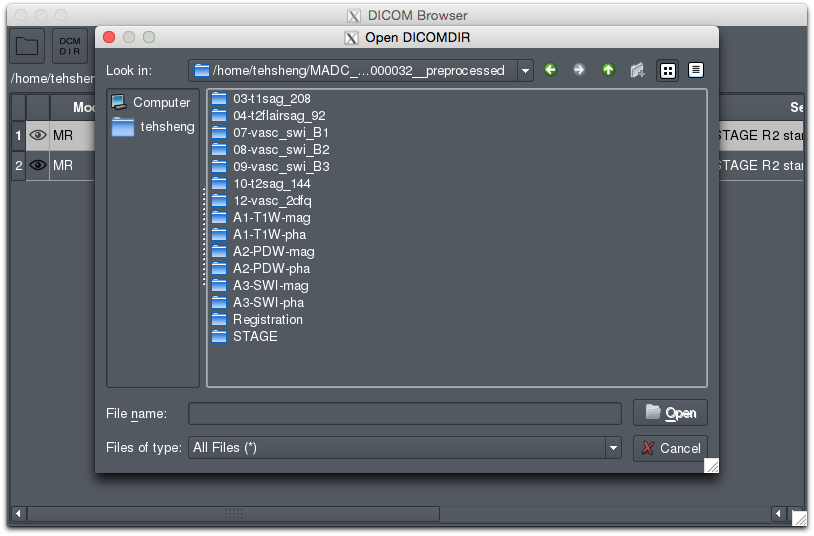 DICOM Browser
Open DICOMDIR
DCM
DIR
/home/tehshen
Look in:
/home/tehsheng/MADC_...000032__preprocessed
Mo
Se
Computer
tehsheng
1 MR
STAGE R2 star
2 MR
STAGE R2 star
03-t1sag_208
04-t2flairsag_92
07-vasc_swi_B1
08-vasc_swi_B2
09-vasc_swi_B3
10-t2sag_144
12-vasc_2dfq
A1-T1W-mag
A1-T1W-pha
A2-PDW-mag
A2-PDW-pha
A3-SWI-mag
A3-SWI-pha
Registration
STAGE
File name:
Open
Files of type:
All Files (*)
Cancel